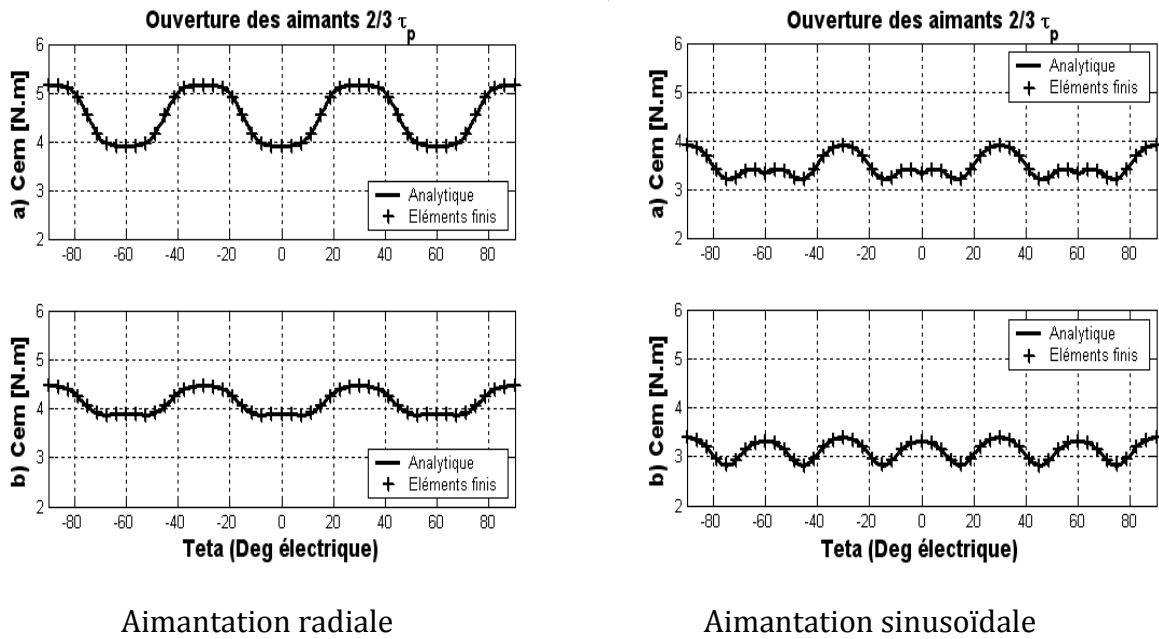 Ouverture des aimants 2/3 τp
a) Cem [N.m]
6
5
4
3
2
Analytique
Eléments finis
-80 -60 -40 -20 0 20 40 60 80
b) Cem [N.m]
6
5
4
3
2
Analytique
Eléments finis
-80 -60 -40 -20 0 20 40 60 80
Teta (Deg électrique)
Aimantation radiale
Ouverture des aimants 2/3 τp
a) Cem [N.m]
6
5
4
3
2
Analytique
Eléments finis
-80 -60 -40 -20 0 20 40 60 80
b) Cem [N.m]
6
5
4
3
2
Analytique
Eléments finis
-80 -60 -40 -20 0 20 40 60 80
Teta (Deg électrique)
Aimantation sinusoïdale